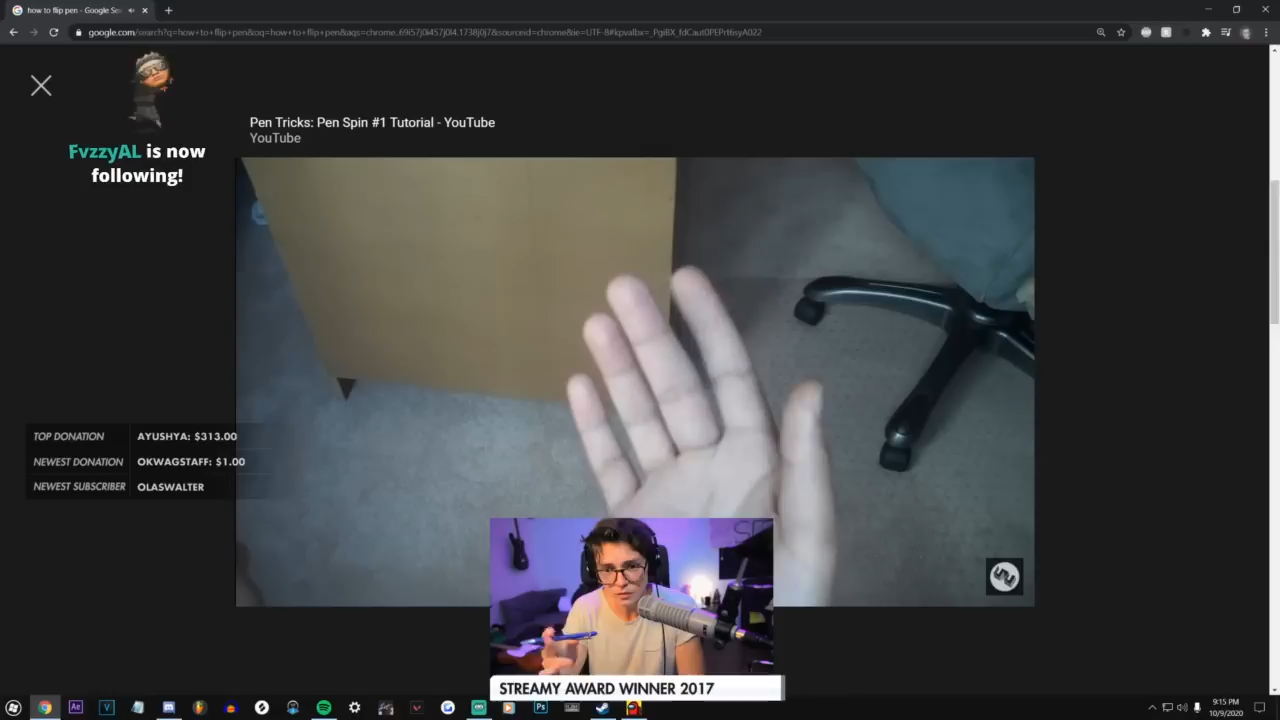 how to flip pen - Google Se
google.com/search?q=how+to+flip+pen&oq=how+to+flip+pen&aqs=chrome..69i57j0i457j0l4.1738j0j7&sourceid=chrome&ie=UTF-8#kpvalbx=_PgiBX_fdCaut0PEPrt6syA022
FvzzyAL is now
following!
Pen Tricks: Pen Spin #1 Tutorial - YouTube
YouTube
TOP DONATION AYUSHYA: $313.00
NEWEST DONATION OKWAGSTAFF: $1.00
NEWEST SUBSCRIBER OLASWALTER
STREAMY AWARD WINNER 2017
Ae V Ps
9:15 PM
10/9/2020